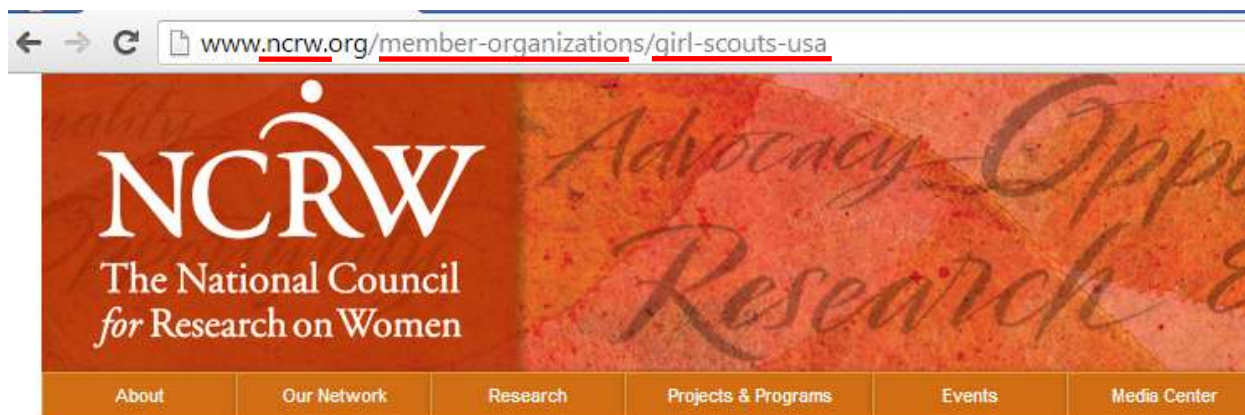 www.ncrw.org/member-organizations/girl-scouts-usa
Advocacy
NCRW
Research
The National Council
for Research on Women
About Our Network Research Projects & Programs Events Media Center